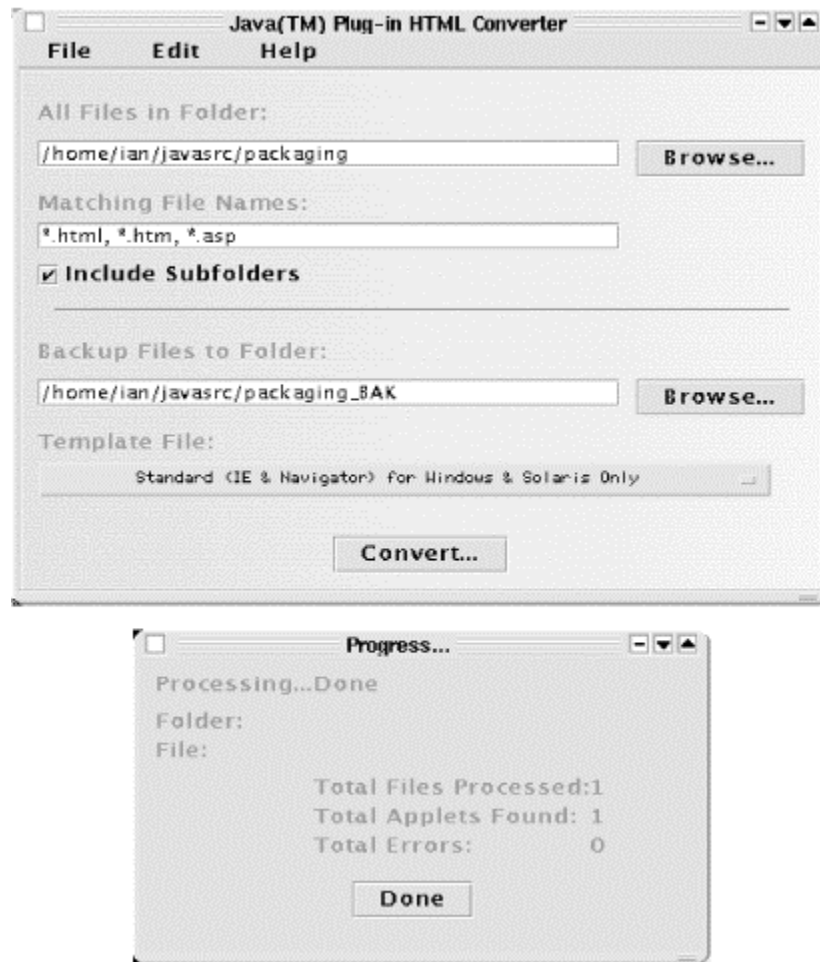 Java(TM) Plug-in HTML Converter
File Edit Help
All Files in Folder:
/home/ian/javasrc/packaging Browse...
Matching File Names:
*.html, *.htm, *.asp
Include Subfolders
Backup Files to Folder:
/home/ian/javasrc/packaging_BAK Browse...
Template File:
Standard (IE & Navigator) for Windows & Solaris Only
Convert...
Progress...
Processing...Done
Folder:
File:
Total Files Processed:1
Total Applets Found: 1
Total Errors: 0
Done